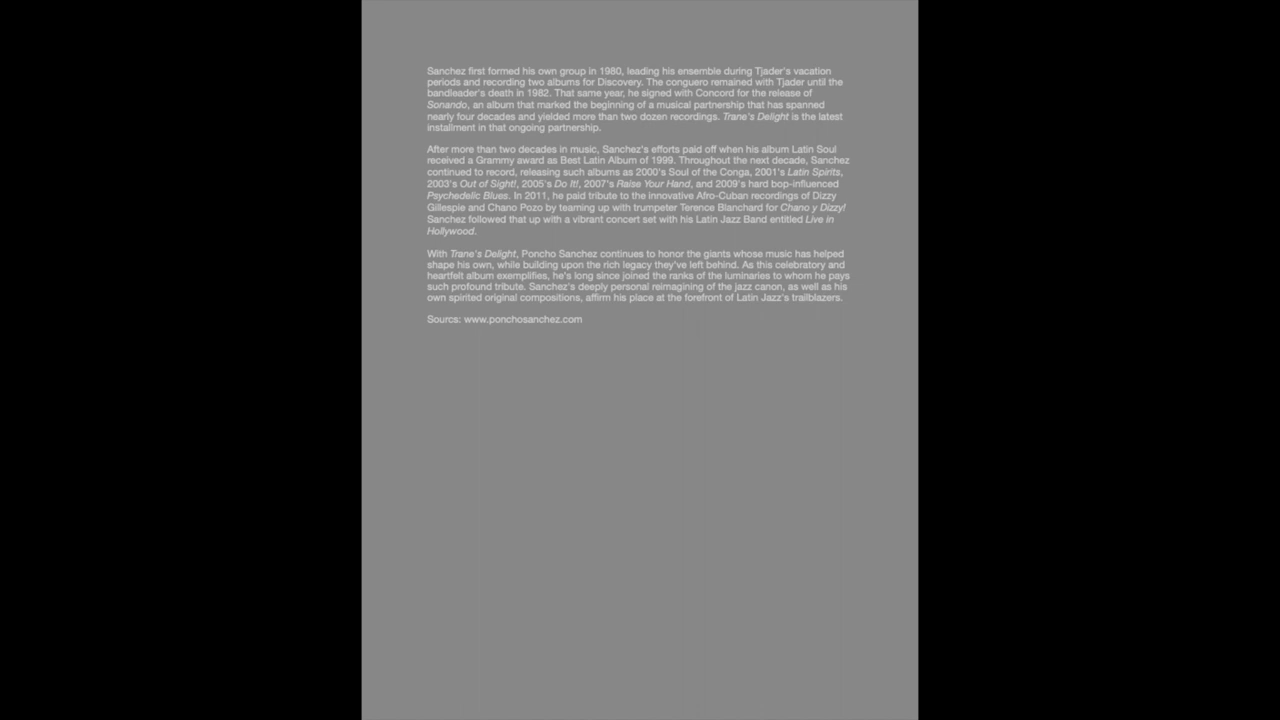 Sanchez first formed his own group in 1980, leading his ensemble during Tjader's vacation
periods and recording two albums for Discovery. The conguero remained with Tjader until the
bandleader's death in 1982. That same year, he signed with Concord for the release of
Sonando, an album that marked the beginning of a musical partnership that has spanned
nearly four decades and yielded more than two dozen recordings. Trane's Delight is the latest
installment in that ongoing partnership.
After more than two decades in music, Sanchez's efforts paid off when his album Latin Soul
received a Grammy award as Best Latin Album of 1999. Throughout the next decade, Sanchez
continued to record, releasing such albums as 2000's Soul of the Conga, 2001's Latin Spirits,
2003's Out of Sight!, 2005's Do It!, 2007's Raise Your Hand, and 2009's hard bop-influenced
Psychedelic Blues. In 2011, he paid tribute to the innovative Afro-Cuban recordings of Dizzy
Gillespie and Chano Pozo by teaming up with trumpeter Terence Blanchard for Chano y Dizzy!
Sanchez followed that up with a vibrant concert set with his Latin Jazz Band entitled Live in
Hollywood.
With Trane's Delight, Poncho Sanchez continues to honor the giants whose music has helped
shape his own, while building upon the rich legacy they've left behind. As this celebratory and
heartfelt album exemplifies, he's long since joined the ranks of the luminaries to whom he pays
such profound tribute. Sanchez's deeply personal reimagining of the jazz canon, as well as his
own spirited original compositions, affirm his place at the forefront of Latin Jazz's trailblazers.
Sourcs: www.ponchosanchez.com